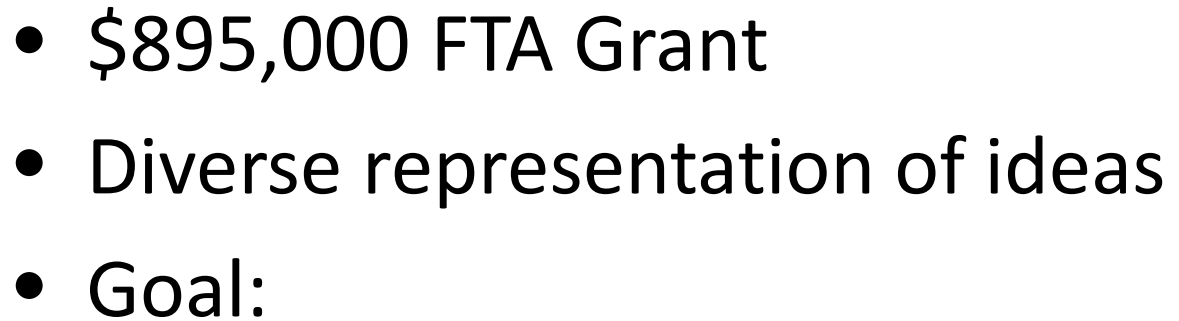 • $895,000 FTA Grant
• Diverse representation of ideas
• Goal: